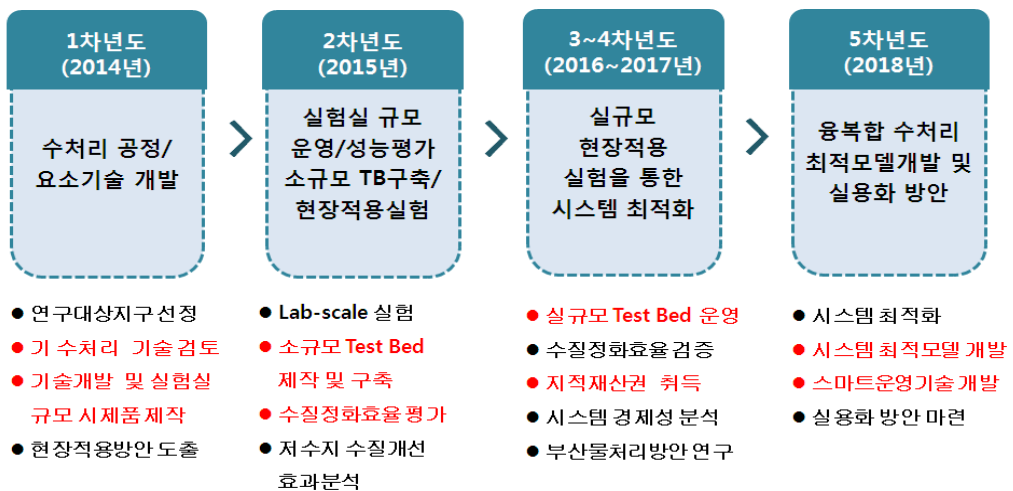 1차년도
(2014년)
수처리 공정/
요소기술 개발
● 연구대상지구 선정
● 기 수처리 기술 검토
● 기술개발 및 실험실
규모 시제품 제작
● 현장적용방안 도출
2차년도
(2015년)
실험실 규모
운영/성능평가
소규모 TB구축/
현장적용실험
● Lab-scale 실험
● 소규모 Test Bed
제작 및 구축
● 수질정화효율 평가
● 저수지 수질개선
효과분석
3~4차년도
(2016~2017년)
실규모
현장적용
실험을 통한
시스템 최적화
● 실규모 Test Bed 운영
● 수질정화효율 검증
● 지적재산권 취득
● 시스템 경제성 분석
● 부산물처리방안 연구
5차년도
(2018년)
융복합 수처리
최적모델개발 및
실용화 방안
● 시스템 최적화
● 시스템 최적모델 개발
● 스마트운영기술 개발
● 실용화 방안 마련